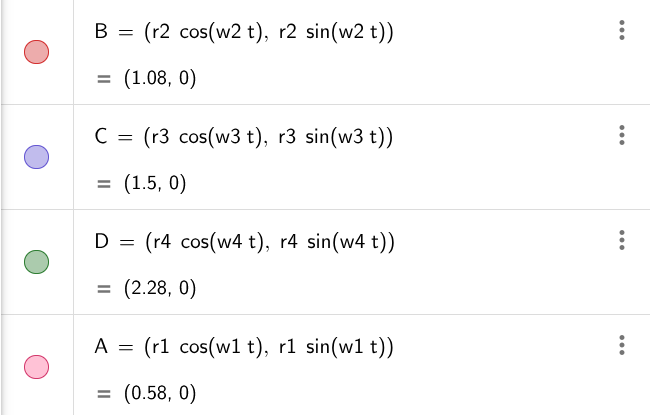 B = (r2 cos(w2 t), r2 sin(w2 t))
= (1.08, 0)
C = (r3 cos(w3 t), r3 sin(w3 t))
= (1.5, 0)
D = (r4 cos(w4 t), r4 sin(w4 t))
= (2.28, 0)
A = (r1 cos(w1 t), r1 sin(w1 t))
= (0.58, 0)